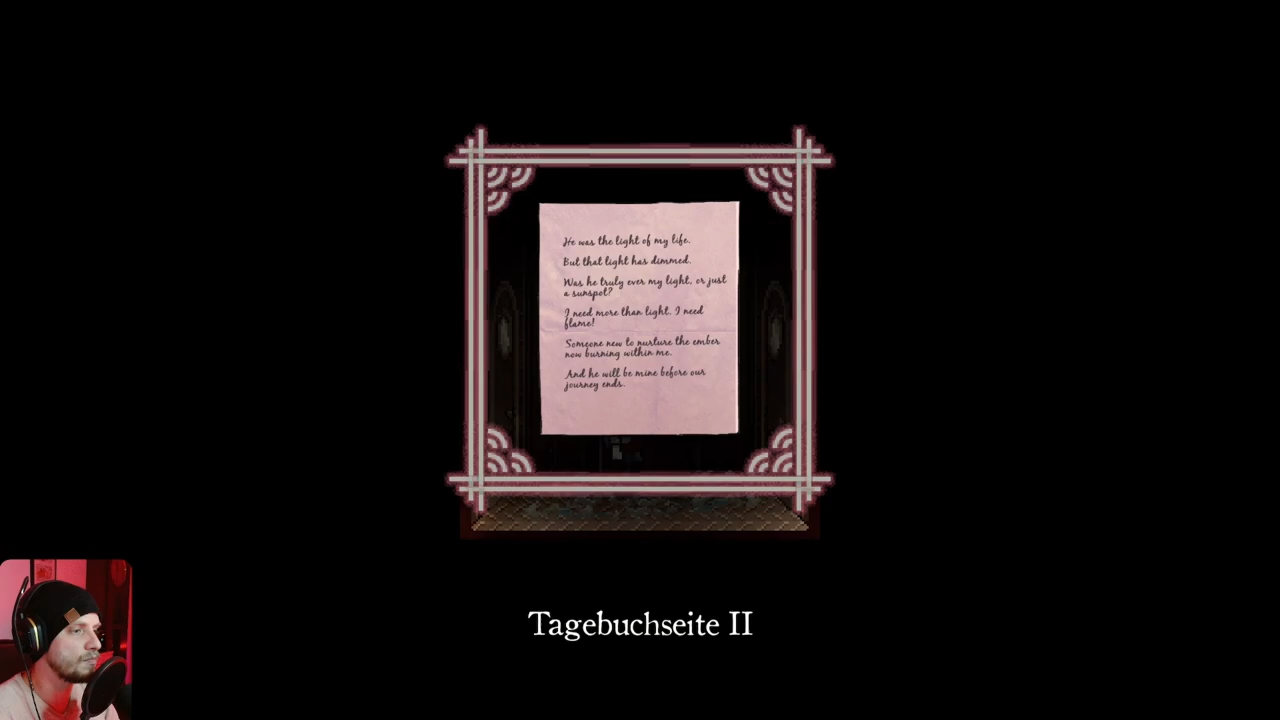 He was the light of my life.
But that light has dimmed.
Was he truly ever my light, or just
a sunspot?
I need more than light. I need
flame!
Someone new to nurture the ember
now burning within me.
And he will be mine before our
journey ends.
Tagebuchseite II